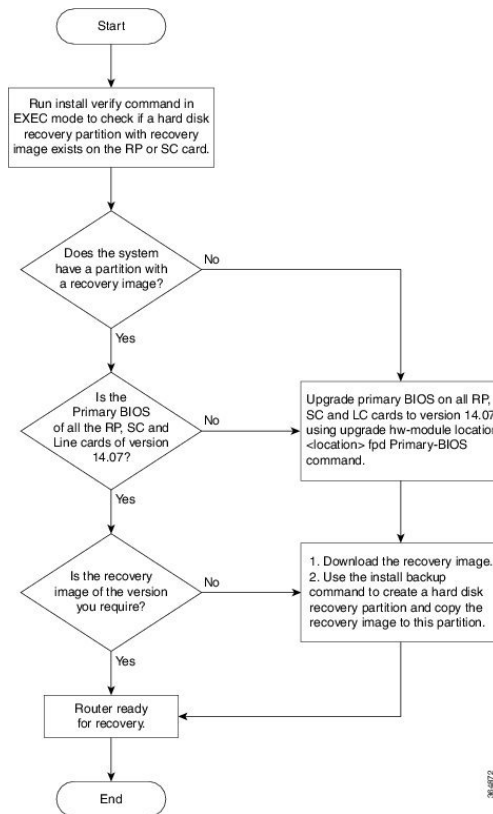 Start
Run install verify command in
EXEC mode to check if a hard disk
recovery partition with recovery
image exists on the RP or SC card.
Does the system
have a partition with
a recovery image?
No
Yes
Is the
Primary BIOS
of all the RP, SC and
Line cards of version
14.07?
No
Upgrade primary BIOS on all RP,
SC and LC cards to version 14.07
using upgrade hw-module location
<location> fpd Primary-BIOS
command.
Yes
Is the recovery
image of the version
you require?
No
1. Download the recovery image.
2. Use the install backup
command to create a hard disk
recovery partition and copy the
recovery image to this partition.
Yes
Router ready
for recovery.
End
364872